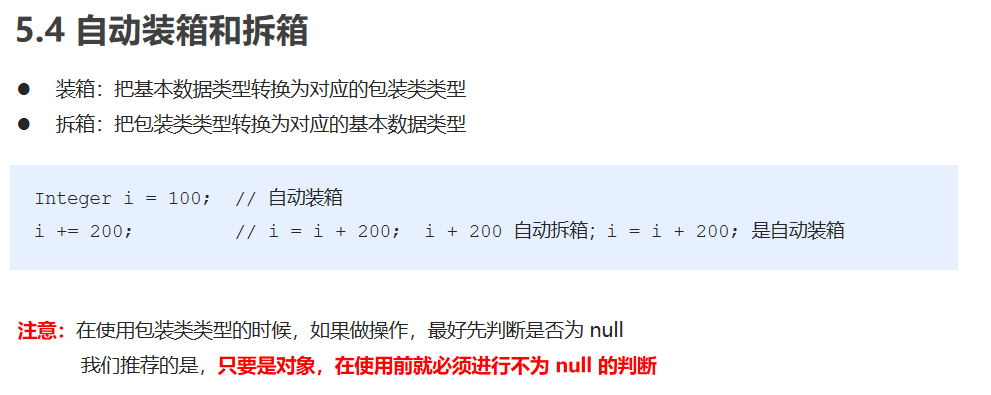 5.4 自动装箱和拆箱
● 装箱：把基本数据类型转换为对应的包装类类型
● 拆箱：把包装类类型转换为对应的基本数据类型
Integer i = 100;  // 自动装箱
i += 200;         // i = i + 200;  i + 200 自动拆箱；i = i + 200; 是自动装箱
注意：在使用包装类类型的时候，如果做操作，最好先判断是否为 null
我们推荐的是，只要是对象，在使用前就必须进行不为 null 的判断